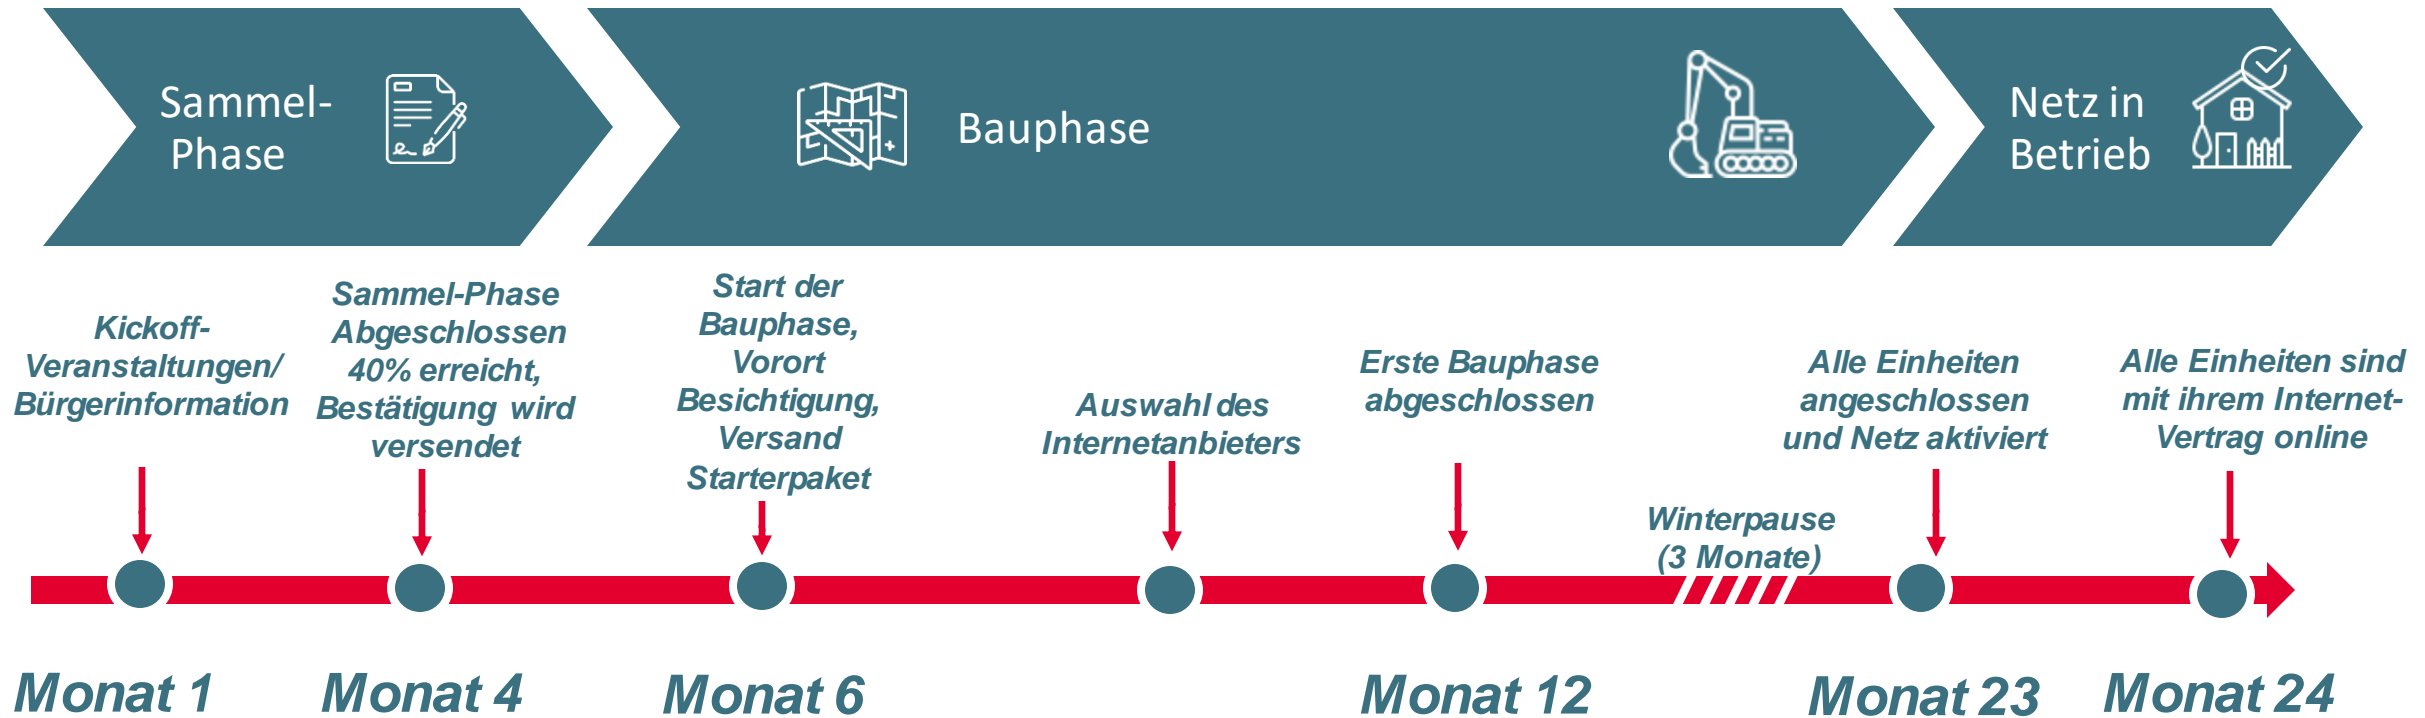 Sammel-
Phase
Bauphase
Netz in
Betrieb
Kickoff-
Veranstaltungen/
Bürgerinformation
Sammel-Phase
Abgeschlossen
40% erreicht,
Bestätigung wird
versendet
Start der
Bauphase,
Vorort
Besichtigung,
Versand
Starterpaket
Auswahl des
Internetanbieters
Erste Bauphase
abgeschlossen
Winterpause
(3 Monate)
Alle Einheiten
angeschlossen
und Netz aktiviert
Alle Einheiten sind
mit ihrem Internet-
Vertrag online
Monat 1
Monat 4
Monat 6
Monat 12
Monat 23
Monat 24